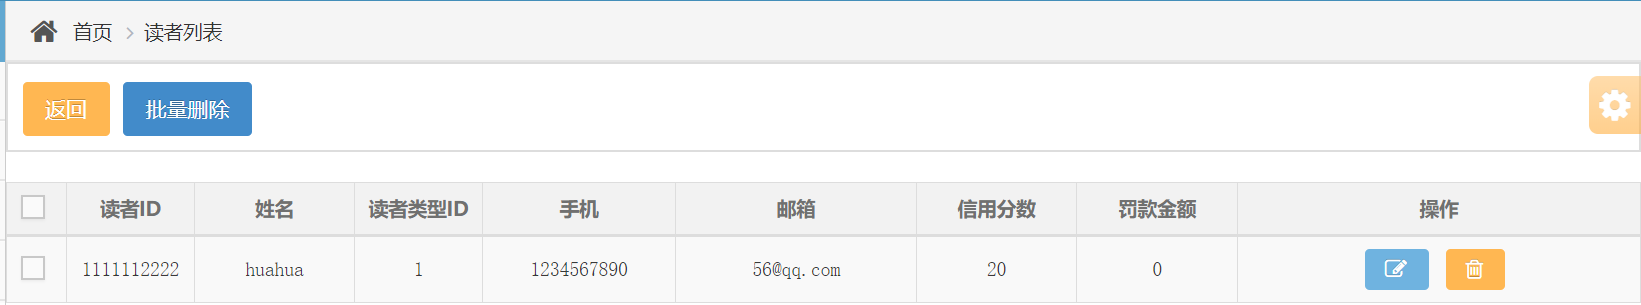 首页 > 读者列表
返回 批量删除
读者ID 姓名 读者类型ID 手机 邮箱 信用分数 罚款金额 操作
1111112222 huahua 1 1234567890 56@qq.com 20 0